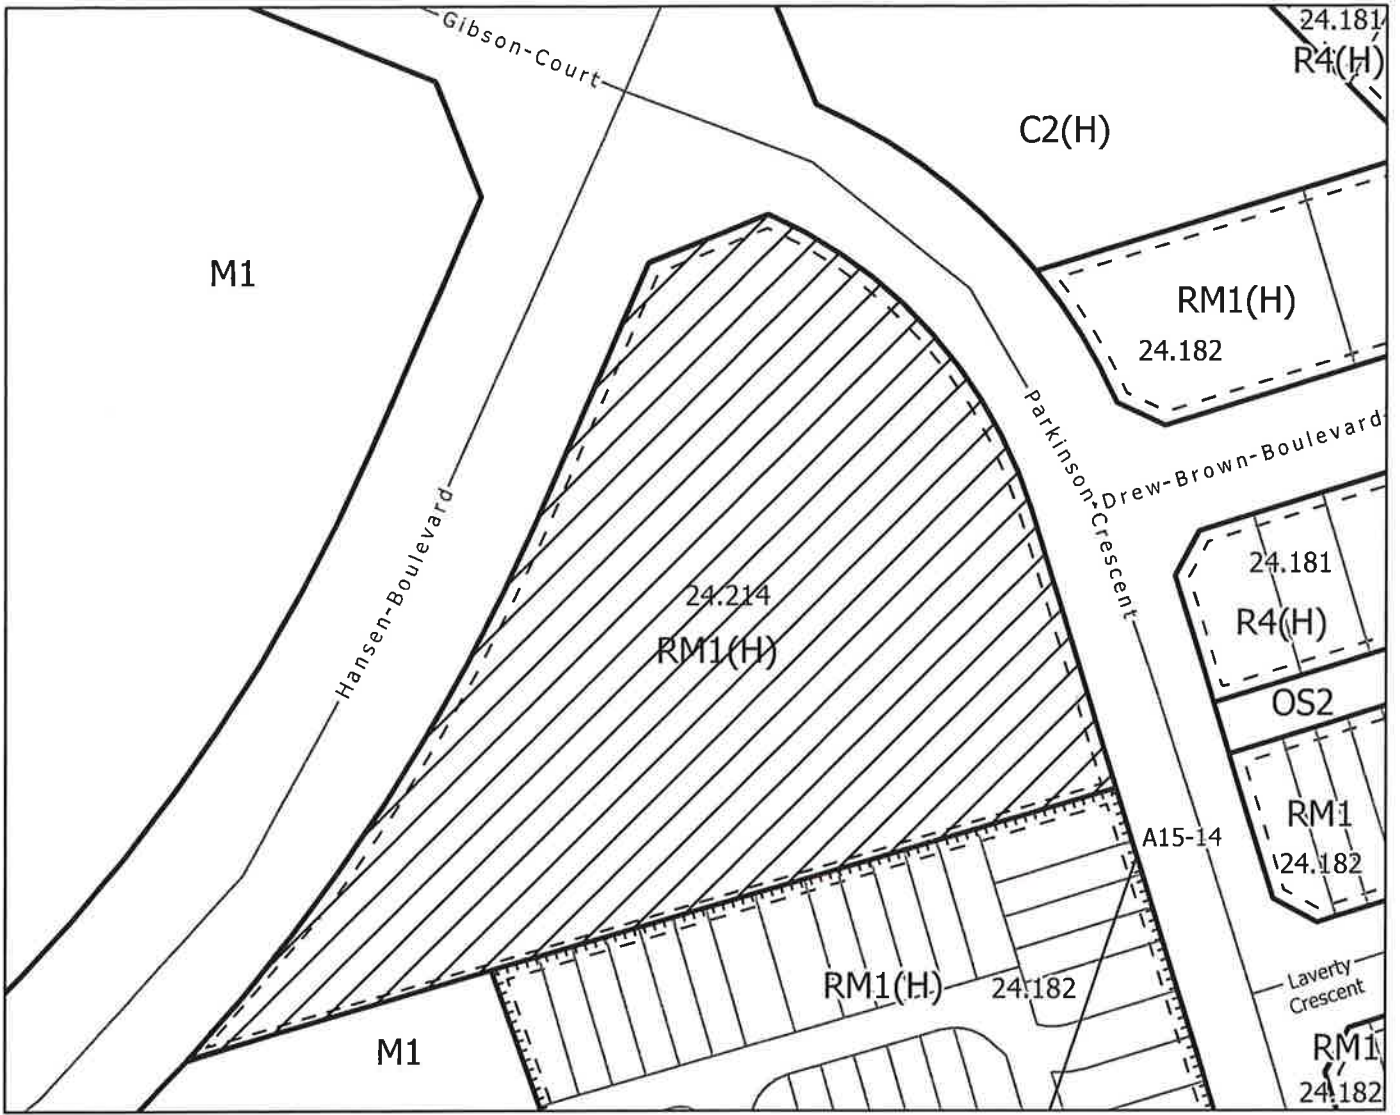 Gibson-Court
24.181
R4(H)
C2(H)
M1
RM1(H)
24.182
Parkinson-Crescent
Drew-Brown-Boulevard
Hansen-Boulevard
24.181
R4(H)
24.214
RM1(H)
OS2
RM1
24.182
A15-14
RM1(H)
24.182
Laverty
Crescent
M1
RM1
24.182